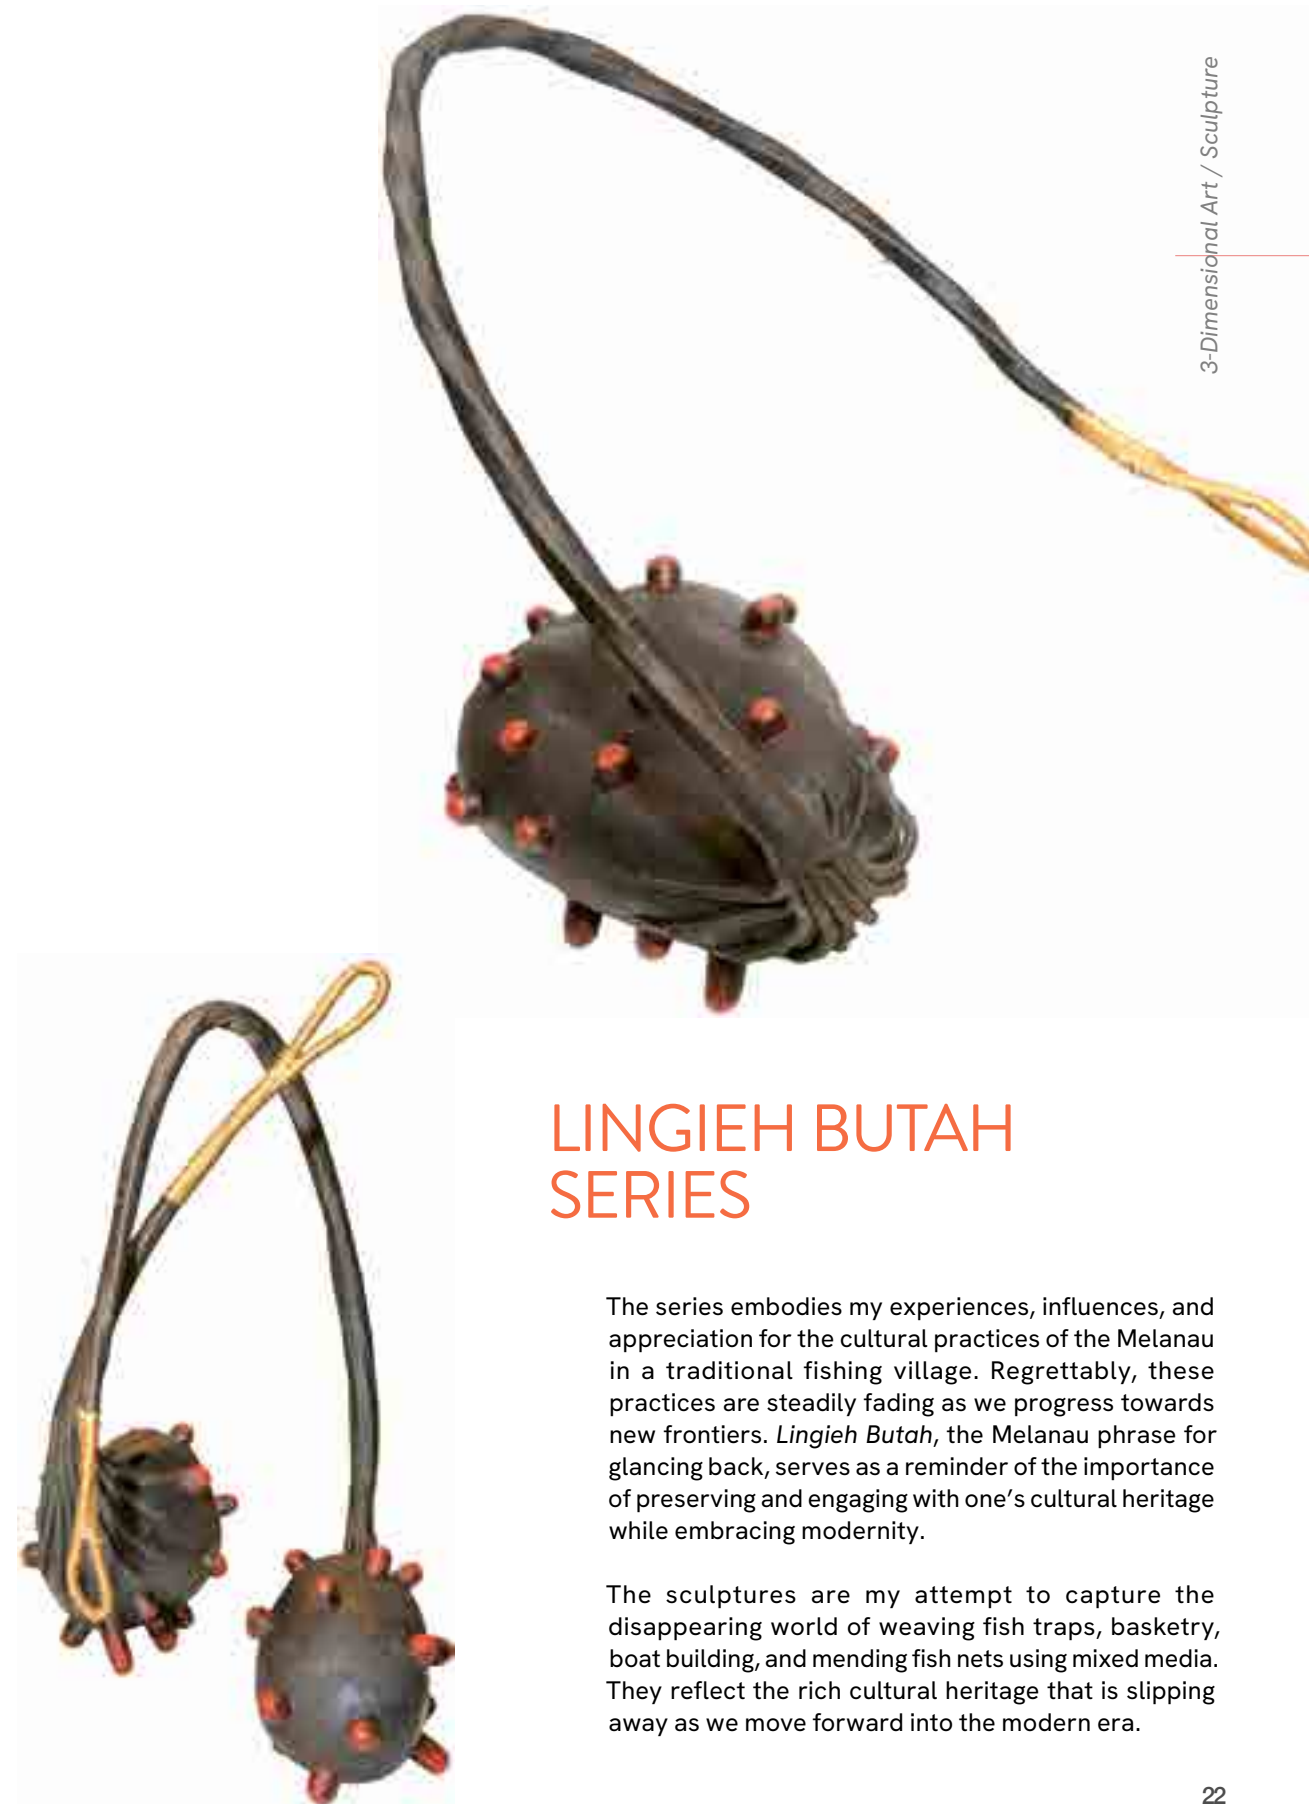 3-Dimensional Art / Sculpture
LINGIEH BUTAH
SERIES
The series embodies my experiences, influences, and
appreciation for the cultural practices of the Melanau
in a traditional fishing village. Regrettably, these
practices are steadily fading as we progress towards
new frontiers. Lingieh Butah, the Melanau phrase for
glancing back, serves as a reminder of the importance
of preserving and engaging with one’s cultural heritage
while embracing modernity.
The sculptures are my attempt to capture the
disappearing world of weaving fish traps, basketry,
boat building, and mending fish nets using mixed media.
They reflect the rich cultural heritage that is slipping
away as we move forward into the modern era.
22